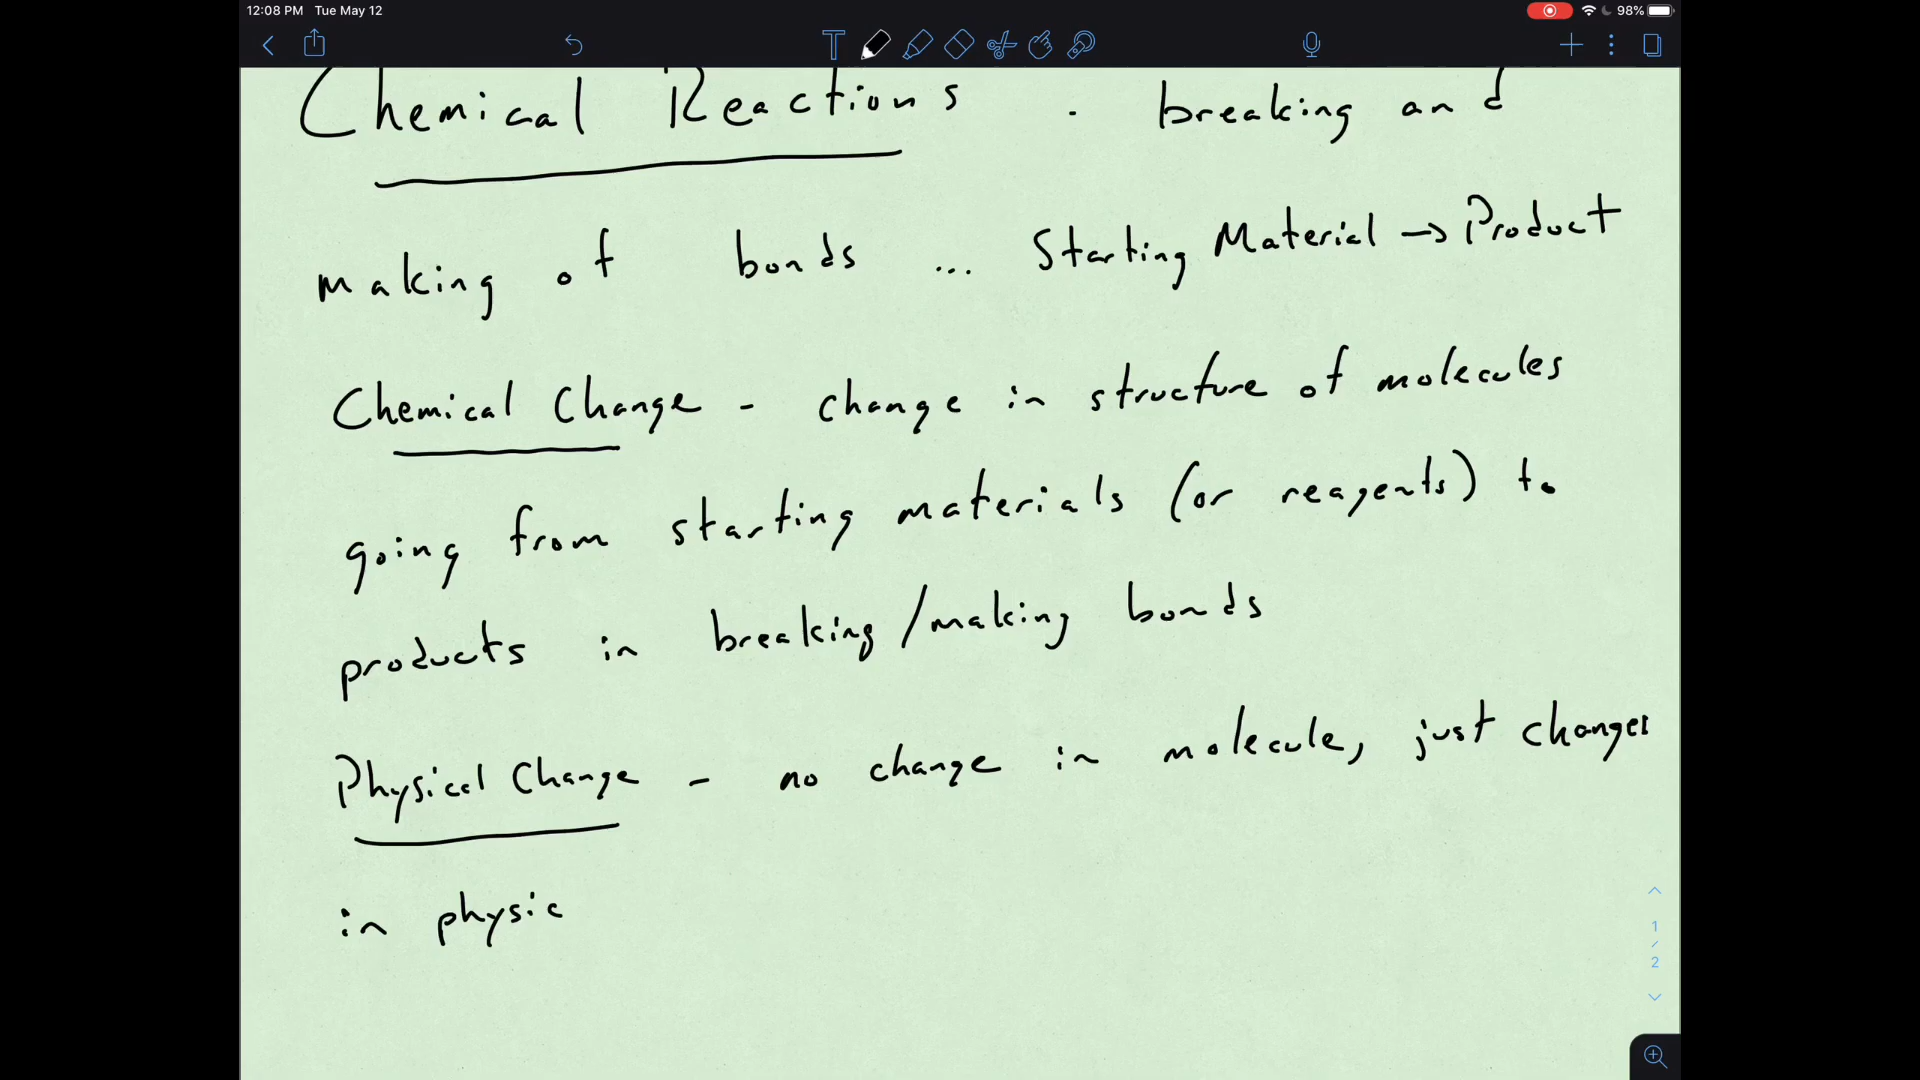 12:08 PM Tue May 12
98%
Chemical Reactions - breaking and
making of bonds ... Starting Material → Product
Chemical Change - change in structure of molecules
going from starting materials (or reagents) to
products in breaking/making bonds
Physical Change - no change in molecule, just changes
in physic
1
/
2